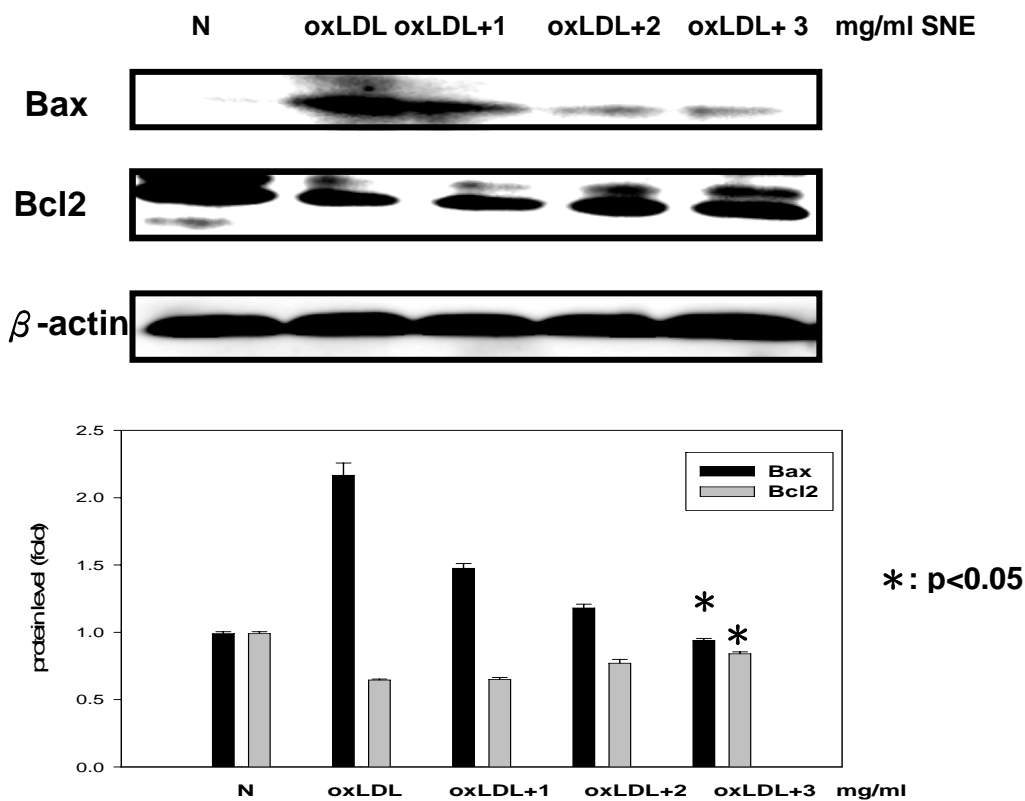 N oxLDL oxLDL+1 oxLDL+2 oxLDL+ 3 mg/ml SNE
Bax
Bcl2
β-actin
2.5
2.0
1.5
1.0
0.5
0.0
protein level (fold)
Bax
Bcl2
*
*
*: p<0.05
N oxLDL oxLDL+1 oxLDL+2 oxLDL+3 mg/ml